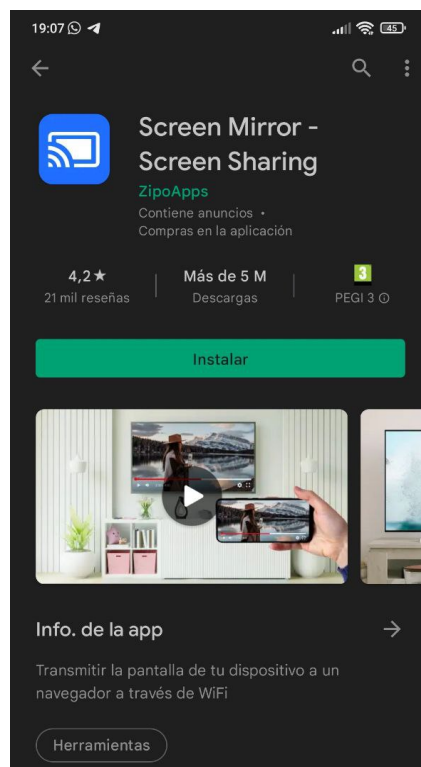 19:07
45
Screen Mirror -
Screen Sharing
ZipoApps
Contiene anuncios •
Compras en la aplicación
4,2★
21 mil reseñas
Más de 5 M
Descargas
3
PEGI 3
Instalar
Info. de la app
Transmitir la pantalla de tu dispositivo a un
navegador a través de WiFi
Herramientas